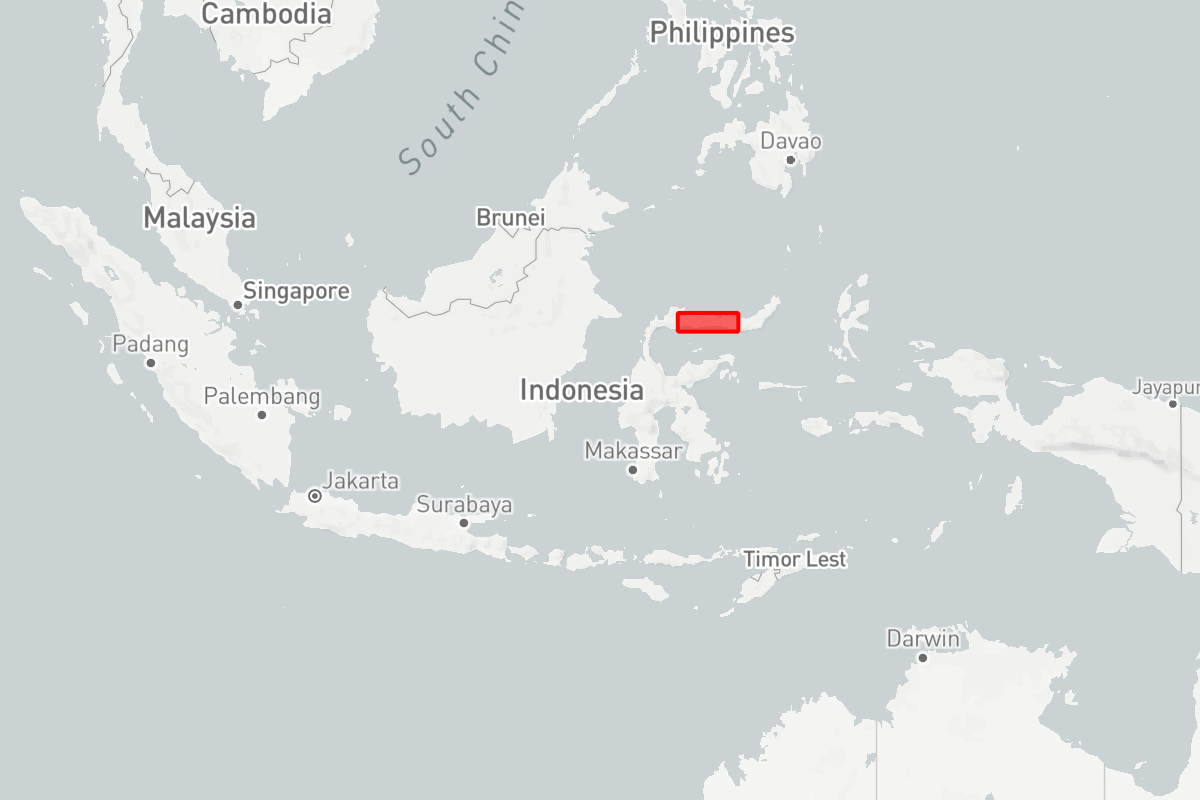 Cambodia
Philippines
South Chin
Davao
Malaysia
Brunei
Singapore
Padang
Indonesia
Jayapur
Palembang
Makassar
Jakarta
Surabaya
Timor Lest
Darwin